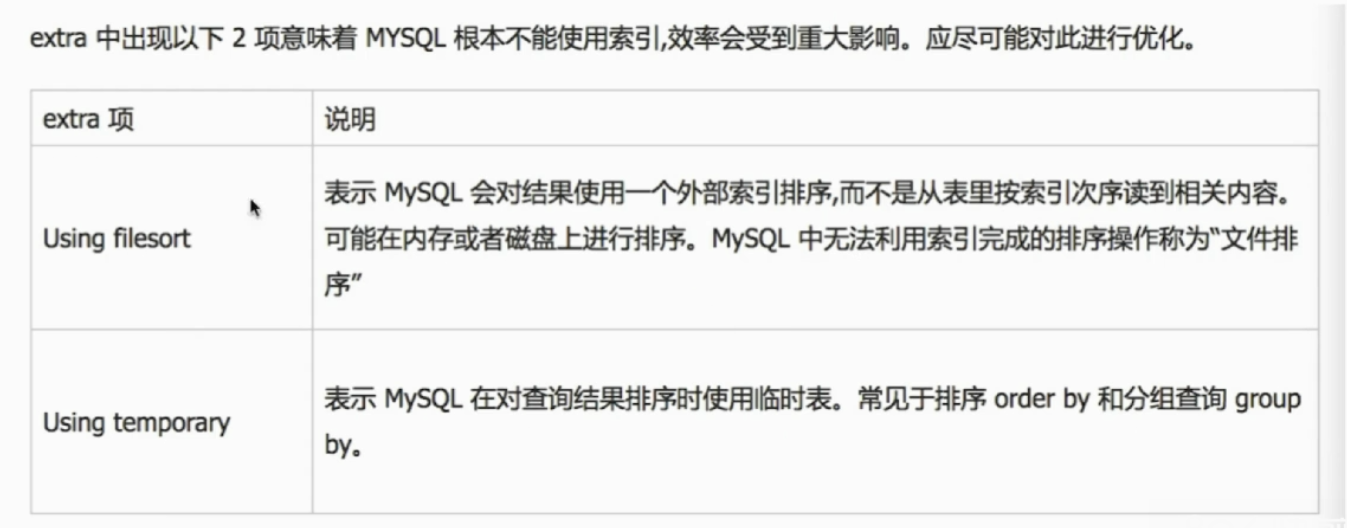 extra 中出现以下 2 项意味着 MYSQL 根本不能使用索引,效率会受到重大影响。应尽可能对此进行优化。
extra 项
说明
Using filesort
表示 MySQL 会对结果使用一个外部索引排序,而不是从表里按索引次序读到相关内容。
可能在内存或者磁盘上进行排序。MySQL 中无法利用索引完成的排序操作称为“文件排
序”
Using temporary
表示 MySQL 在对查询结果排序时使用临时表。常见于排序 order by 和分组查询 group
by。